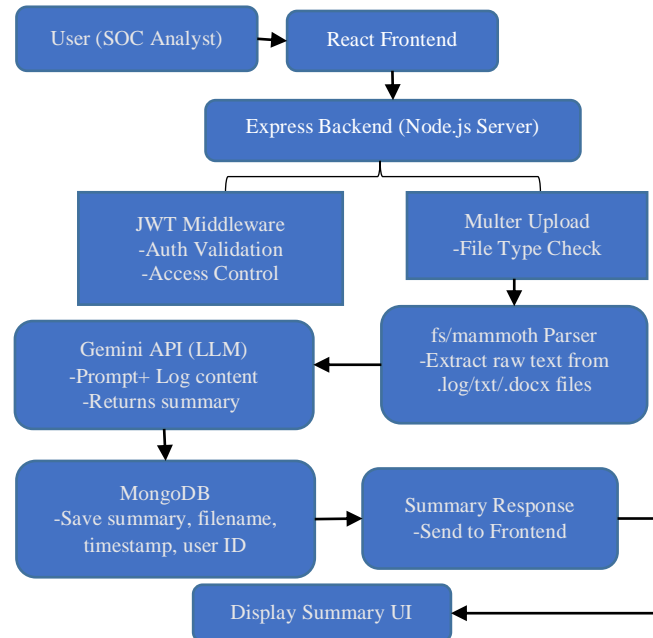 User (SOC Analyst)
React Frontend
Express Backend (Node.js Server)
JWT Middleware
-Auth Validation
-Access Control
Multer Upload
-File Type Check
fs/mammoth Parser
-Extract raw text from
.log/txt/.docx files
Gemini API (LLM)
-Prompt+ Log content
-Returns summary
MongoDB
-Save summary, filename,
timestamp, user ID
Summary Response
-Send to Frontend
Display Summary UI